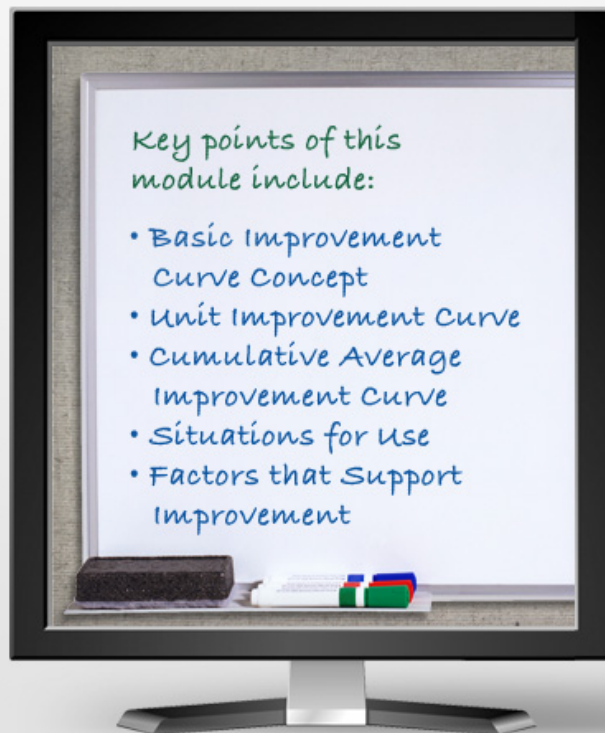 Key points of this
module include:
• Basic Improvement
Curve Concept
• Unit Improvement Curve
• Cumulative Average
Improvement Curve
• Situations for Use
• Factors that Support
Improvement